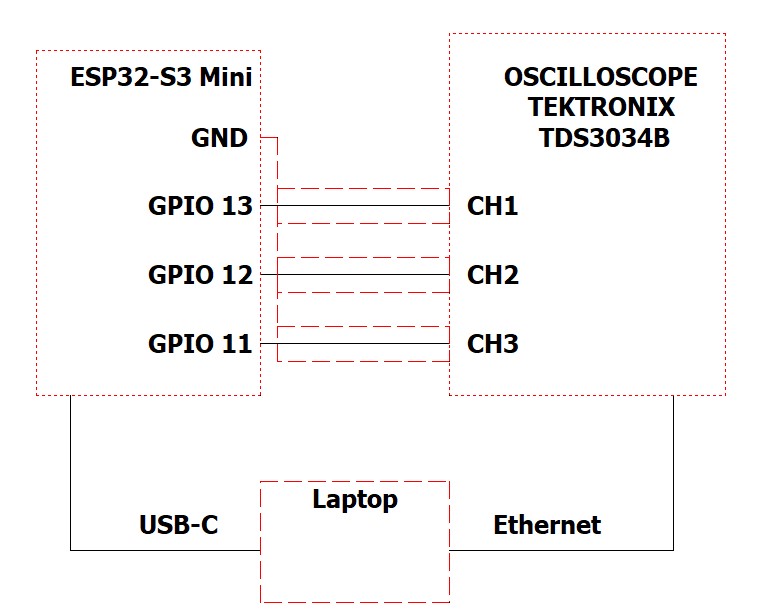 ESP32-S3 Mini
GND
GPIO 13
GPIO 12
GPIO 11
OSCILLOSCOPE
TEKTRONIX
TDS3034B
CH1
CH2
CH3
Laptop
USB-C
Ethernet